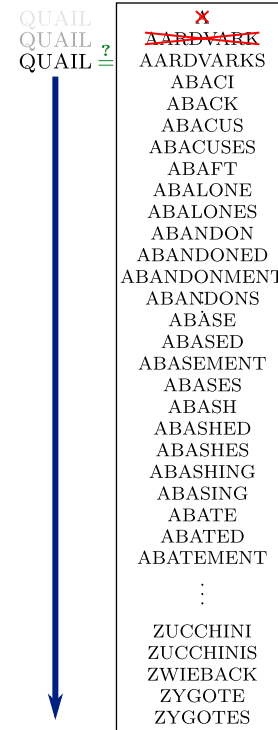 QUAIL
A
QUAIL
AARDVARK
QUAIL ?= AARDVARKS
ABACI
ABACK
ABACUS
ABACUSES
ABAFT
ABALONE
ABALONES
ABANDON
ABANDONED
ABANDONMENT
ABANDONS
ABASE
ABASED
ABASEMENT
ABASES
ABASH
ABASHED
ABASHES
ABASHING
ABASING
ABATE
ABATED
ABATEMENT
⋮
ZUCCHINI
ZUCCHINIS
ZWIEBACK
ZYGOTE
ZYGOTES